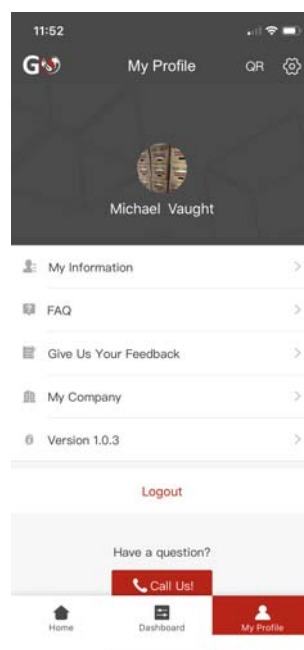 11:52
G
My Profile
QR
Michael Vaught
My Information
FAQ
Give Us Your Feedback
My Company
Version 1.0.3
Logout
Have a question?
Call Us!
Home
Dashboard
My Profile